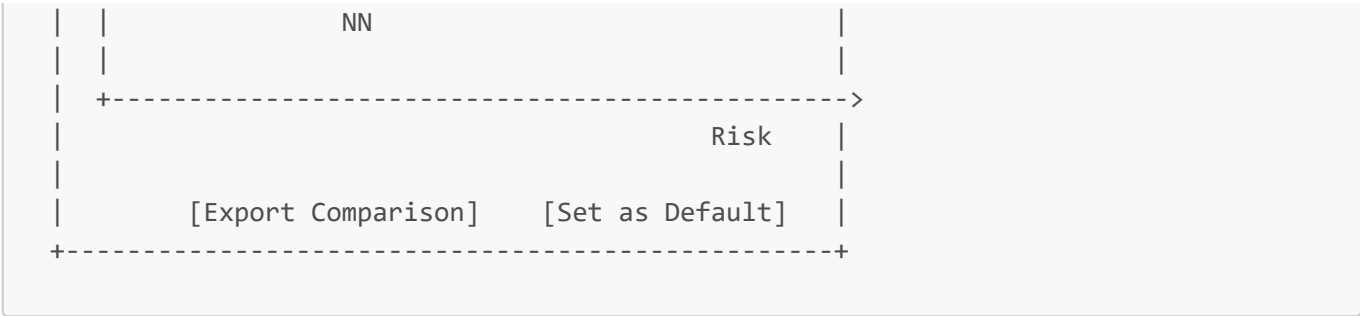 | | NN |
| | |
| +------------------------------------------------>
| Risk |
| |
| [Export Comparison] [Set as Default] |
+--------------------------------------------------+